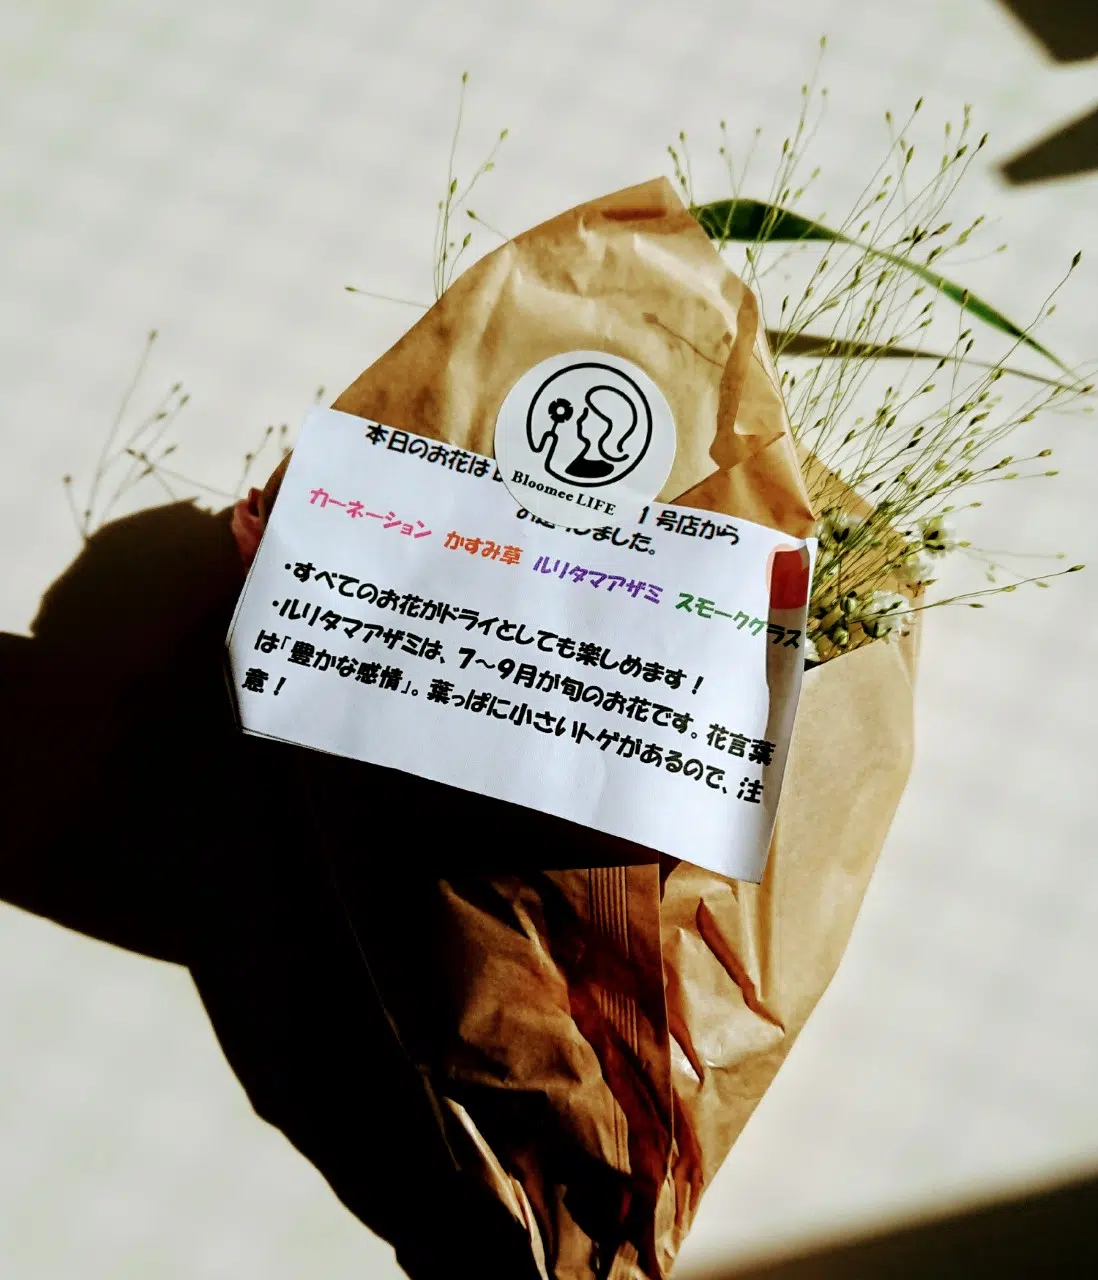 本日のお花は
1号店から
しました。
Bloomee LIFE
カーネーション かすみ草 ルリタマアザミ スモークグラス
・すべてのお花がドライとしても楽しめます！
・ルリタマアザミは、7〜9月が旬のお花です。花言葉
は「豊かな感情」。葉っぱに小さいトゲがあるので、注
意！